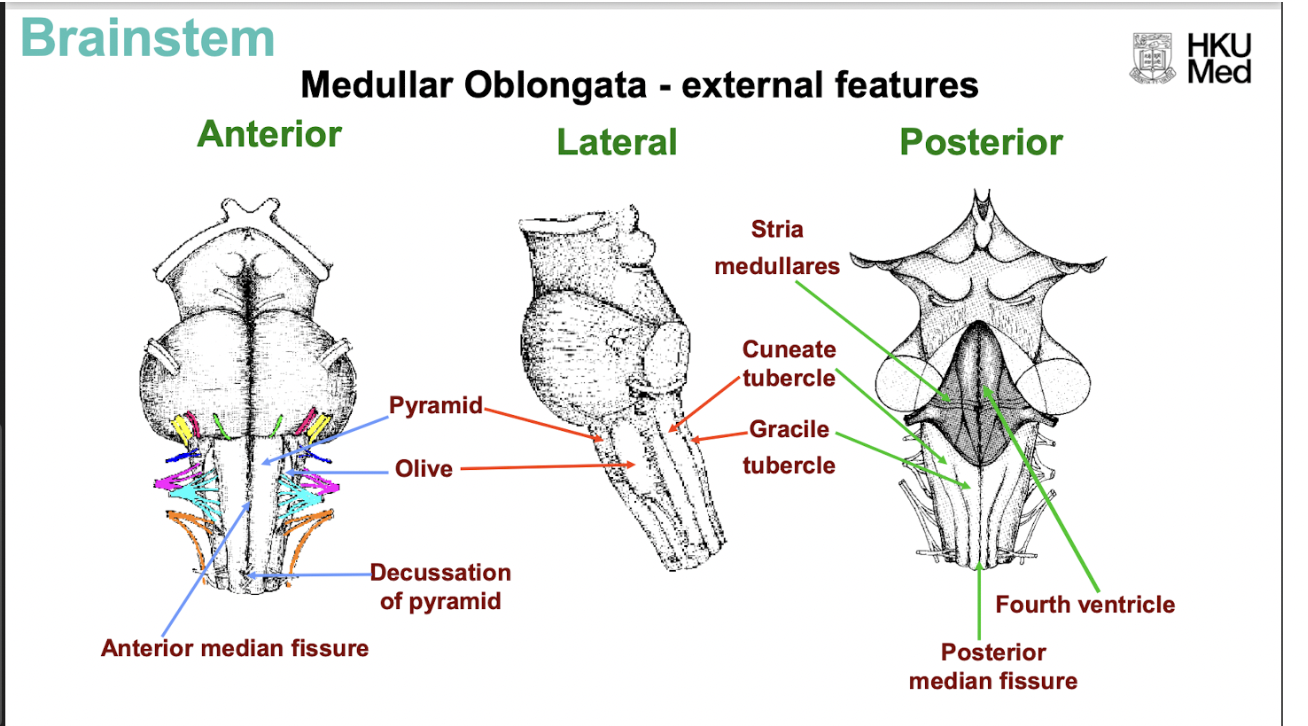 Brainstem
HKU
Med
Medullar Oblongata - external features
Anterior
Lateral
Posterior
Stria
medullares
Cuneate
tubercle
Pyramid
Gracile
tubercle
Olive
Decussation
of pyramid
Fourth ventricle
Anterior median fissure
Posterior
median fissure